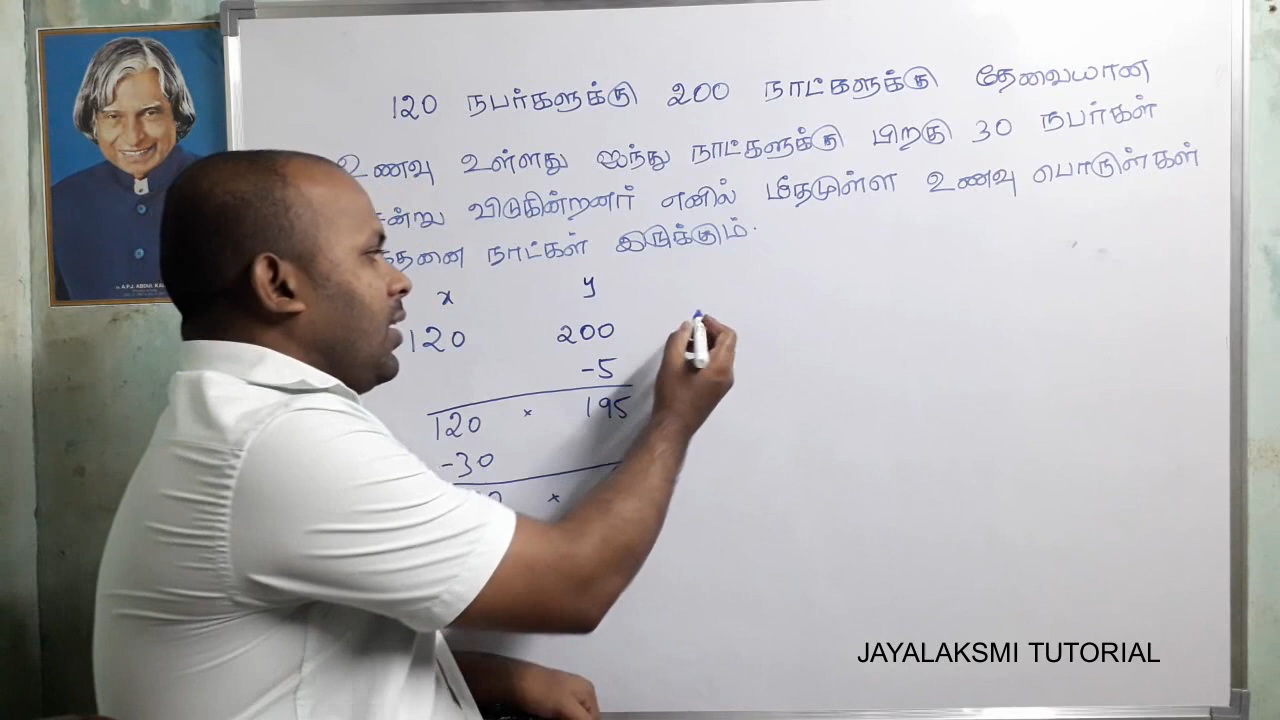 120 நபர்களுக்கு 200 நாட்களுக்கு தேவையான
உணவு உள்ளது ஐந்து நாட்களுக்கு பிறகு 30 நபர்கள்
விடுகின்றனர் எனில் மீதமுள்ள உணவு பொருள்கள்
நாட்கள் இருக்கும்.
x y
120 200
-5
120 × 195
-30
×
JAYALAKSMI TUTORIAL